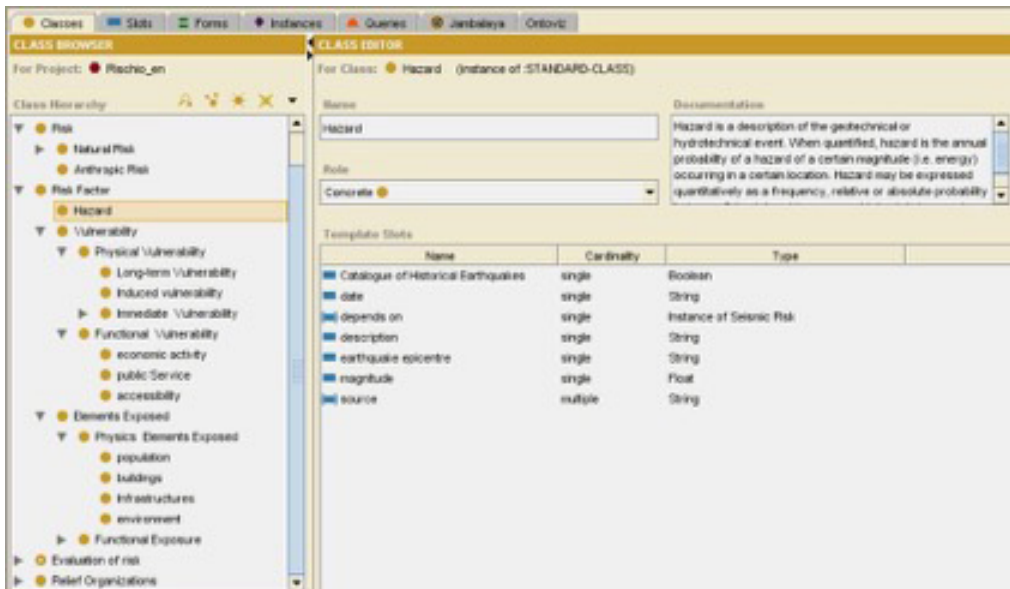 Classes Slots Forms Instances Queries Jambalaya Ontoviz
CLASS BROWSER
For Project: Rischio_en
Class Hierarchy
Risk
Natural Risk
Anthropic Risk
Risk Factor
Hazard
Vulnerability
Physical Vulnerability
Long-term Vulnerability
Induced vulnerability
Immediate Vulnerability
Functional Vulnerability
economic activity
public Service
accessibility
Elements Exposed
Physics Elements Exposed
population
buildings
Infrastructures
environment
Functional Exposure
Evaluation of risk
Relief Organizations
CLASS EDITOR
For Class: Hazard (instance of :STANDARD-CLASS)
Name
Hazard
Role
Concrete
Documentation
Hazard is a description of the geotechnical or
hydrotechnical event. When quantified, hazard is the annual
probability of a hazard of a certain magnitude (i.e. energy)
occurring in a certain location. Hazard may be expressed
quantitatively as a frequency, relative or absolute probability
Template Slots
Name Cardinality Type
Catalogue of Historical Earthquakes single Boolean
date single String
depends on single Instance of Seismic Risk
description single String
earthquake epicentre single String
magnitude single Float
source multiple String